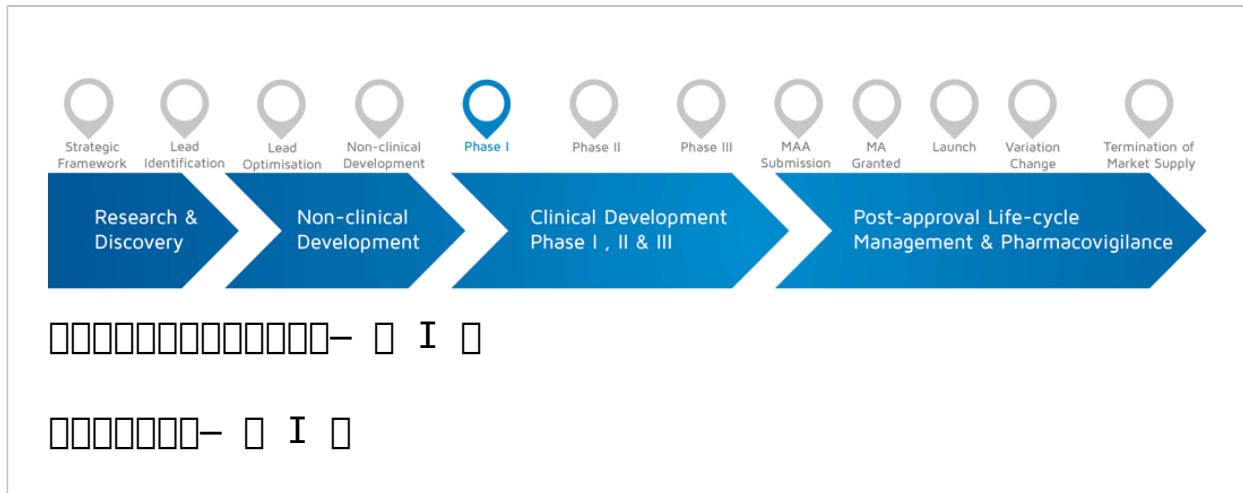 Strategic
Framework
Lead
Identification
Lead
Optimisation
Non-clinical
Development
Phase I
Phase II
Phase III
MAA
Submission
MA
Granted
Launch
Variation
Change
Termination of
Market Supply
Research &
Discovery
Non-clinical
Development
Clinical Development
Phase I , II & III
Post-approval Life-cycle
Management & Pharmacovigilance
– I
– I